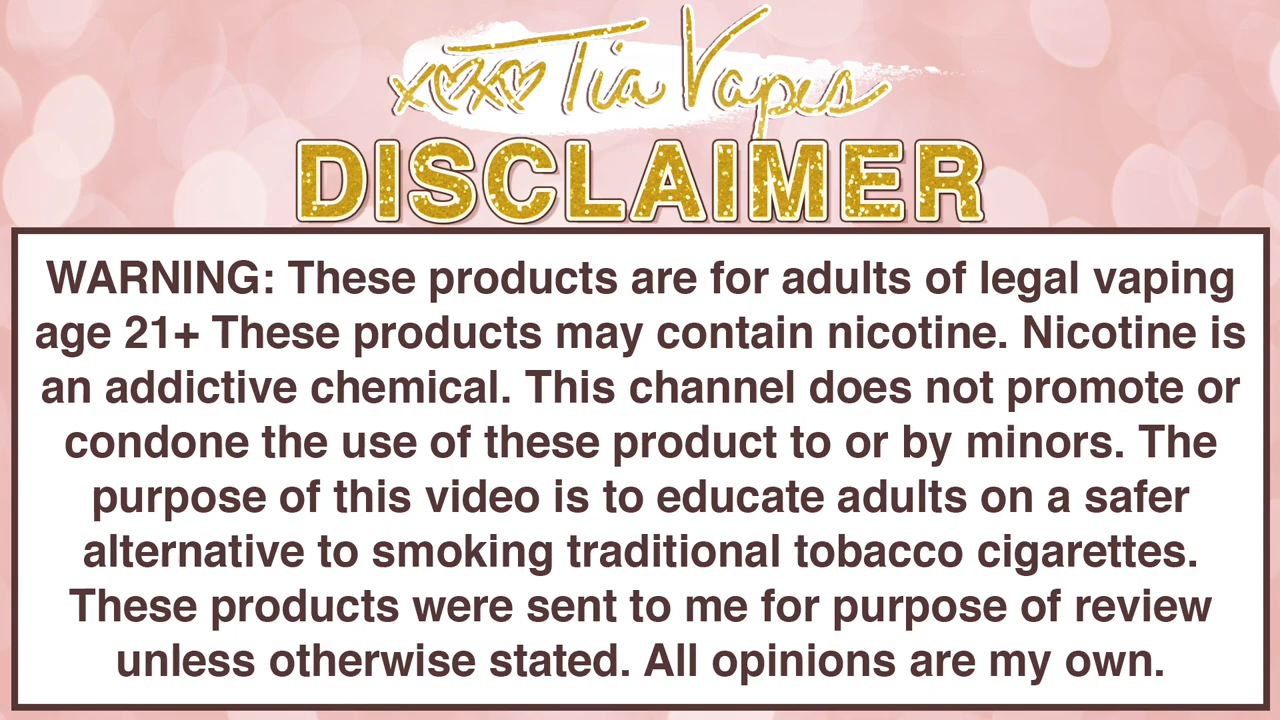 xoxo Tia Vapes
DISCLAIMER
WARNING: These products are for adults of legal vaping
age 21+ These products may contain nicotine. Nicotine is
an addictive chemical. This channel does not promote or
condone the use of these product to or by minors. The
purpose of this video is to educate adults on a safer
alternative to smoking traditional tobacco cigarettes.
These products were sent to me for purpose of review
unless otherwise stated. All opinions are my own.